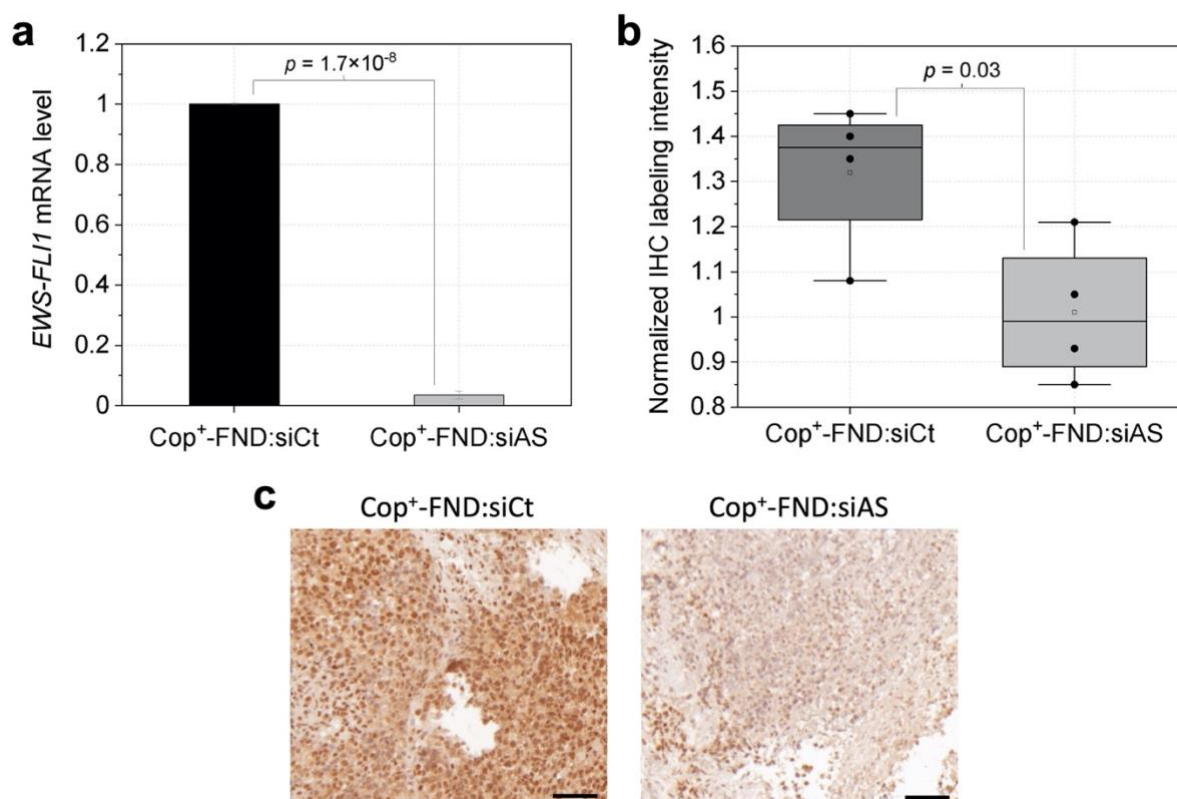 a
EWS-FLI1 mRNA level
1.2
1
0.8
0.6
0.4
0.2
0
p = 1.7×10⁻⁸
Cop⁺-FND:siCt
Cop⁺-FND:siAS
b
Normalized IHC labeling intensity
1.6
1.5
1.4
1.3
1.2
1.1
1
0.9
0.8
p = 0.03
Cop⁺-FND:siCt
Cop⁺-FND:siAS
c
Cop⁺-FND:siCt
Cop⁺-FND:siAS